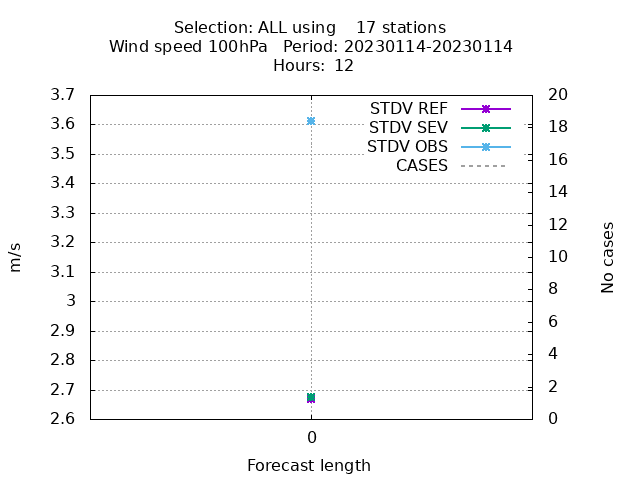 Selection: ALL using    17 stations
Wind speed 100hPa   Period: 20230114-20230114
Hours:  12
3.7
3.6
3.5
3.4
3.3
3.2
3.1
3
2.9
2.8
2.7
2.6
m/s
STDV REF
STDV SEV
STDV OBS
CASES
20
18
16
14
12
10
8
6
4
2
0
No cases
0
Forecast length